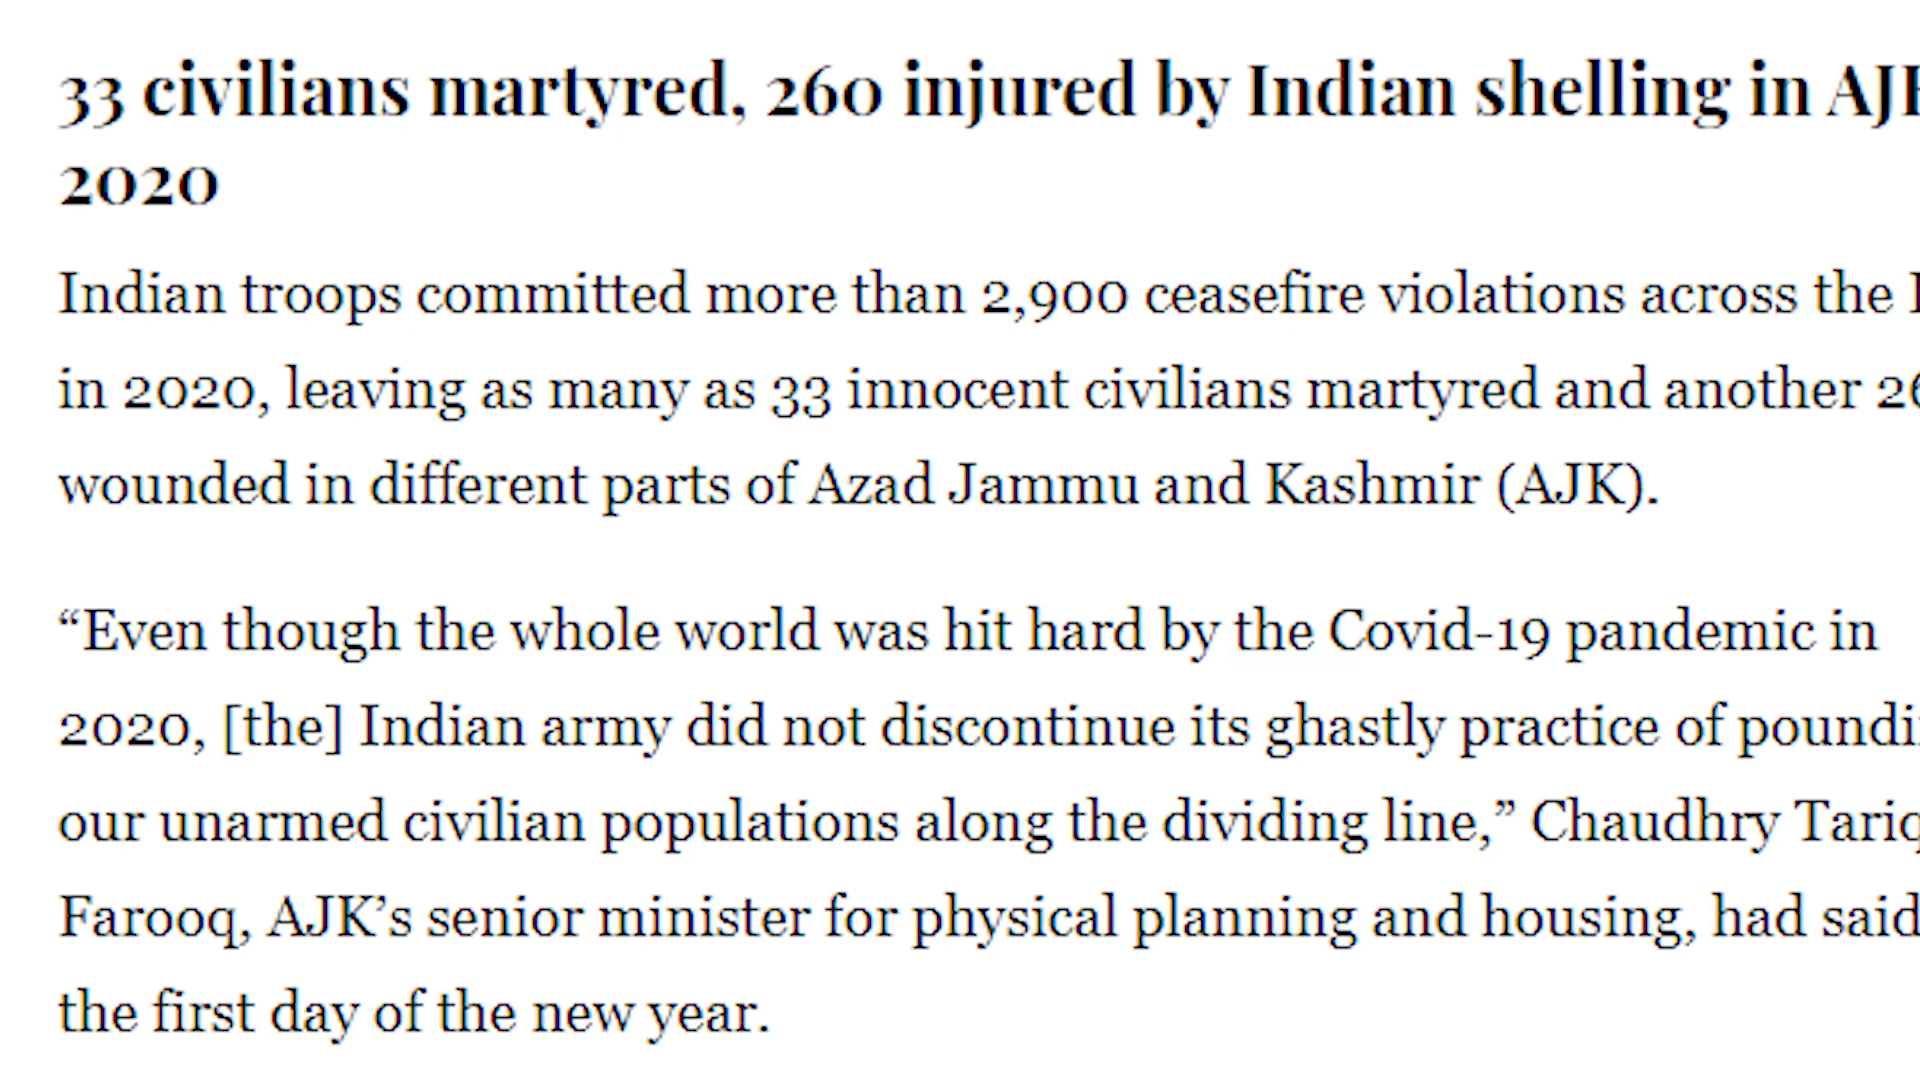 33 civilians martyred, 260 injured by Indian shelling in
2020
Indian troops committed more than 2,900 ceasefire violations across the
in 2020, leaving as many as 33 innocent civilians martyred and another
wounded in different parts of Azad Jammu and Kashmir (AJK).
“Even though the whole world was hit hard by the Covid-19 pandemic in
2020, [the] Indian army did not discontinue its ghastly practice of
our unarmed civilian populations along the dividing line,” Chaudhry Tariq
Farooq, AJK’s senior minister for physical planning and housing, had said
the first day of the new year.